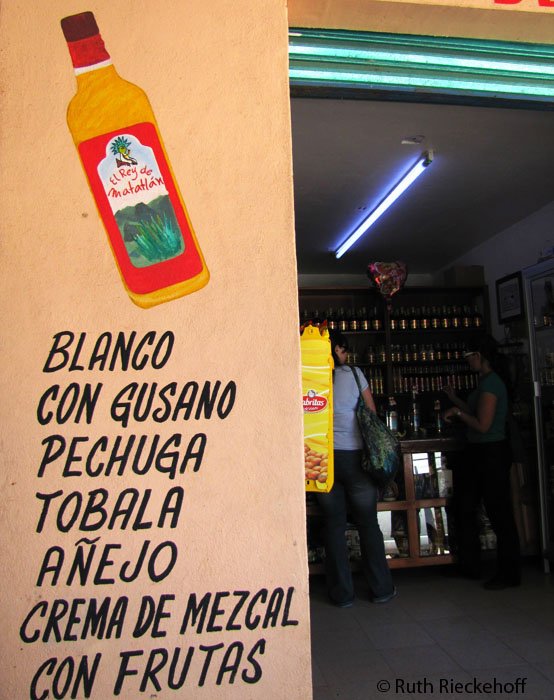 El Rey de
Matatlán
BLANCO
CON GUSANO
PECHUGA
TOBALA
AÑEJO
CREMA DE MEZCAL
CON FRUTAS
Sabritas
© Ruth Rieckehoff